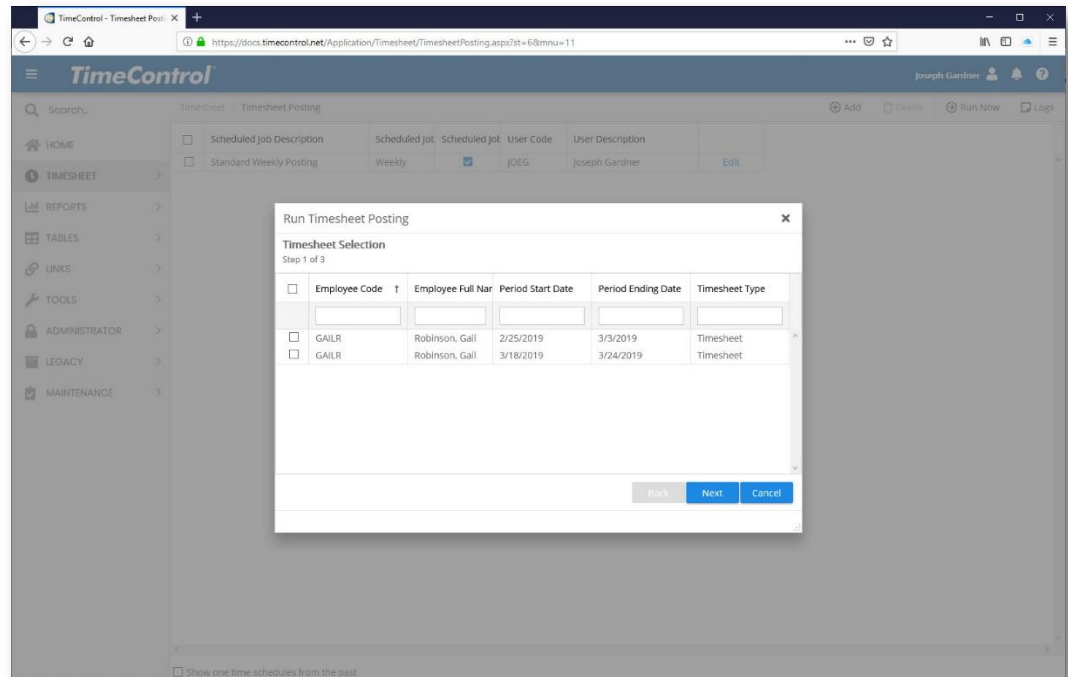 TimeControl - Timesheet Posti
https://docs.timecontrol.net/Application/Timesheet/TimesheetPosting.aspx?st=6&mnu=11
TimeControl
Joseph Gardner
Search...
Timesheet > Timesheet Posting
Add Delete Run Now Logs
HOME
TIMESHEET
REPORTS
TABLES
LINKS
TOOLS
ADMINISTRATOR
LEGACY
MAINTENANCE
Scheduled Job Description Scheduled Job Scheduled Job User Code User Description
Standard Weekly Posting Weekly JOEG Joseph Gardner Edit
Run Timesheet Posting
Timesheet Selection
Step 1 of 3
Employee Code ↑ Employee Full Nar Period Start Date Period Ending Date Timesheet Type
GAILR Robinson, Gail 2/25/2019 3/3/2019 Timesheet
GAILR Robinson, Gail 3/18/2019 3/24/2019 Timesheet
Back Next Cancel
Show one time schedules from the past